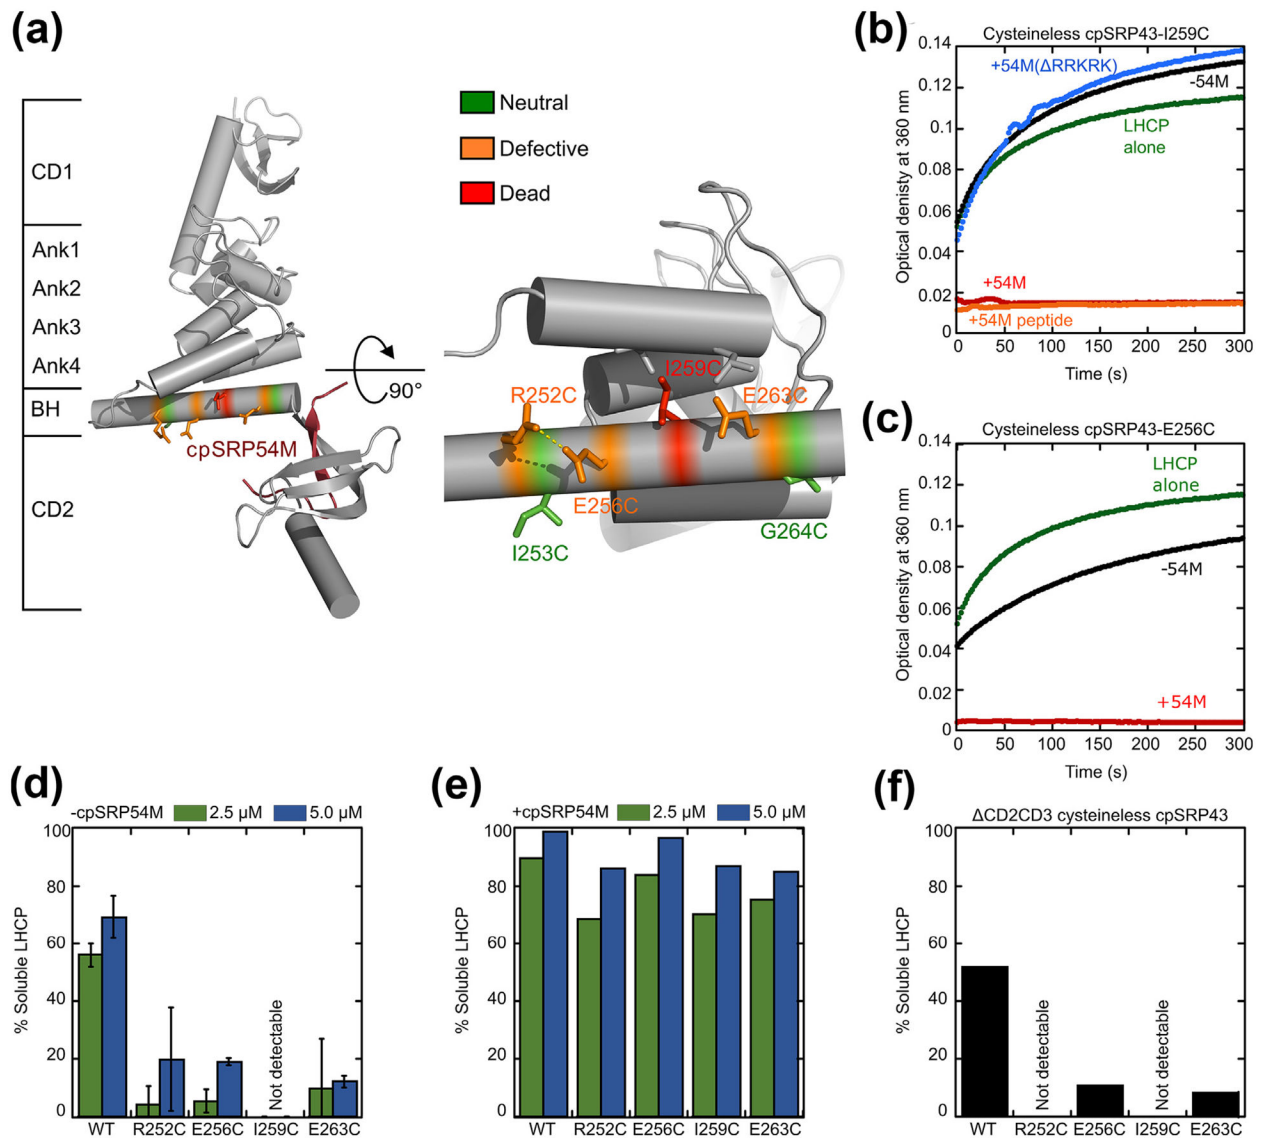 (a)
CD1
Ank1
Ank2
Ank3
Ank4
BH
CD2
cpSRP54M
90°
Neutral
Defective
Dead
I259C
R252C
E263C
E256C
I253C
G264C
(b)
Cysteineless cpSRP43-I259C
Optical denisty at 360 nm
0.14
0.12
0.1
0.08
0.06
0.04
0.02
0
+54M(ΔRRKRK)
-54M
LHCP
alone
+54M
+54M peptide
0 50 100 150 200 250 300
Time (s)
(c)
Cysteineless cpSRP43-E256C
Optical density at 360 nm
0.14
0.12
0.1
0.08
0.06
0.04
0.02
0
LHCP
alone
-54M
+54M
0 50 100 150 200 250 300
Time (s)
(d)
-cpSRP54M 2.5 µM 5.0 µM
% Soluble LHCP
100
80
60
40
20
0
Not detectable
WT R252C E256C I259C E263C
(e)
+cpSRP54M 2.5 µM 5.0 µM
% Soluble LHCP
100
80
60
40
20
0
WT R252C E256C I259C E263C
(f)
ΔCD2CD3 cysteineless cpSRP43
% Soluble LHCP
100
80
60
40
20
0
Not detectable
Not detectable
WT R252C E256C I259C E263C